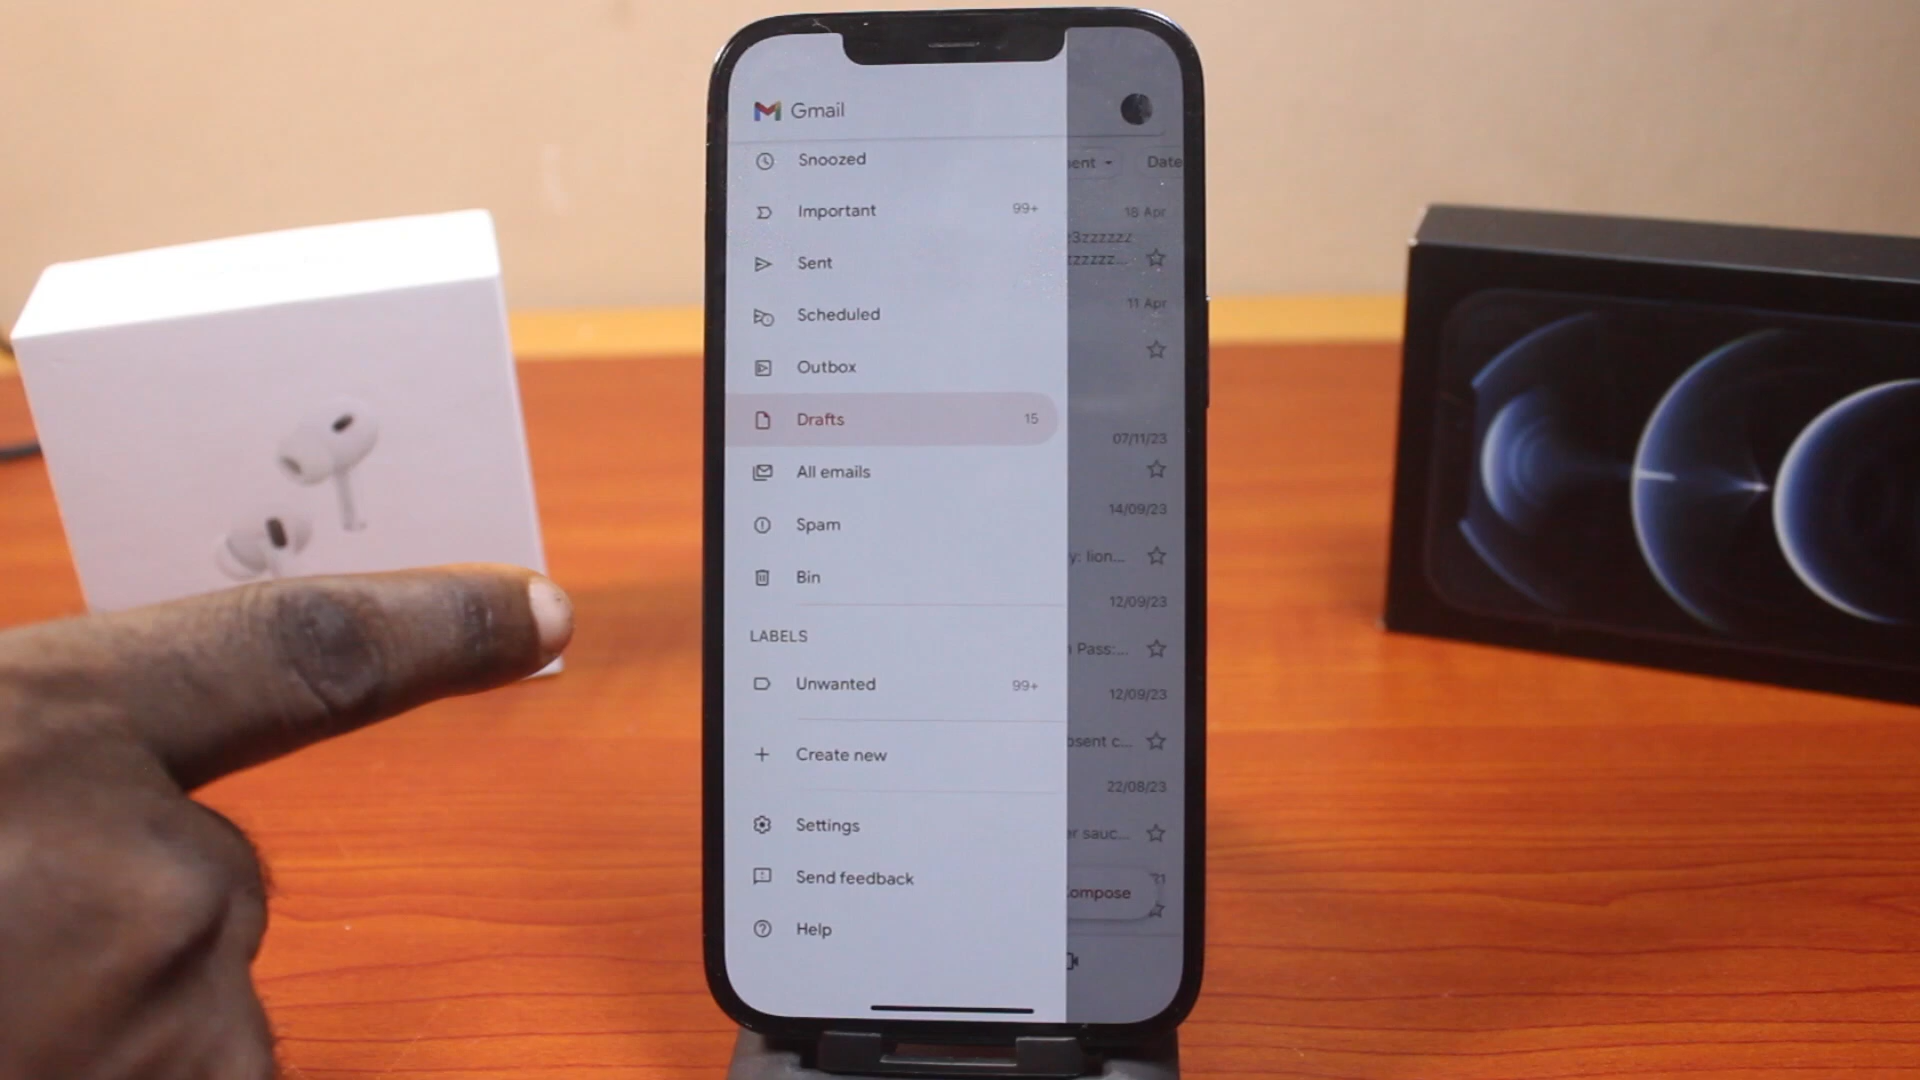 Gmail
Snoozed
Important 99+
Sent
Scheduled
Outbox
Drafts 15
All emails
Spam
Bin
LABELS
Unwanted 99+
Create new
Settings
Send feedback
Help
Date
18 Apr
11 Apr
07/11/23
14/09/23
lion...
12/09/23
Pass:...
12/09/23
22/08/23